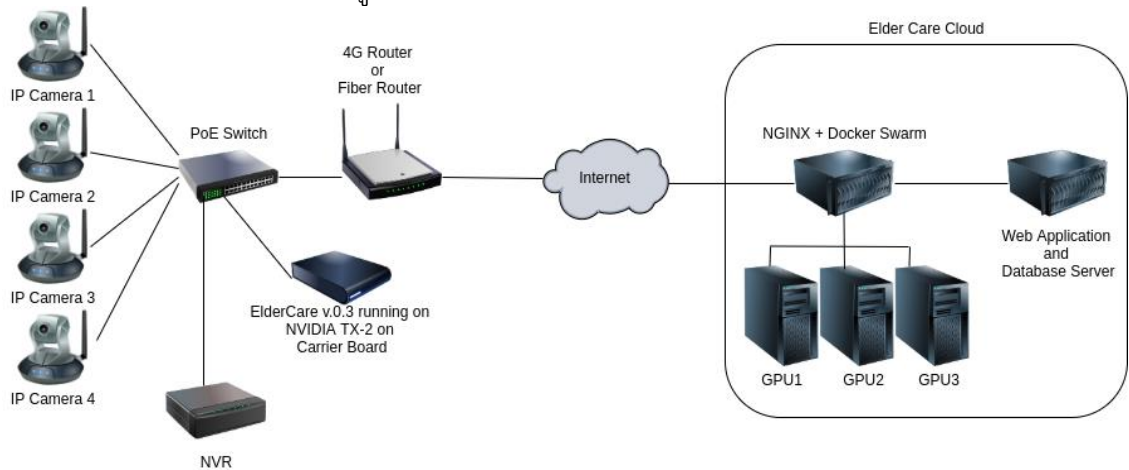 Elder Care Cloud
IP Camera 1
4G Router
or
Fiber Router
PoE Switch
NGINX + Docker Swarm
IP Camera 2
Internet
Web Application
and
Database Server
IP Camera 3
ElderCare v.0.3 running on
NVIDIA TX-2 on
Carrier Board
IP Camera 4
GPU1
GPU2
GPU3
NVR